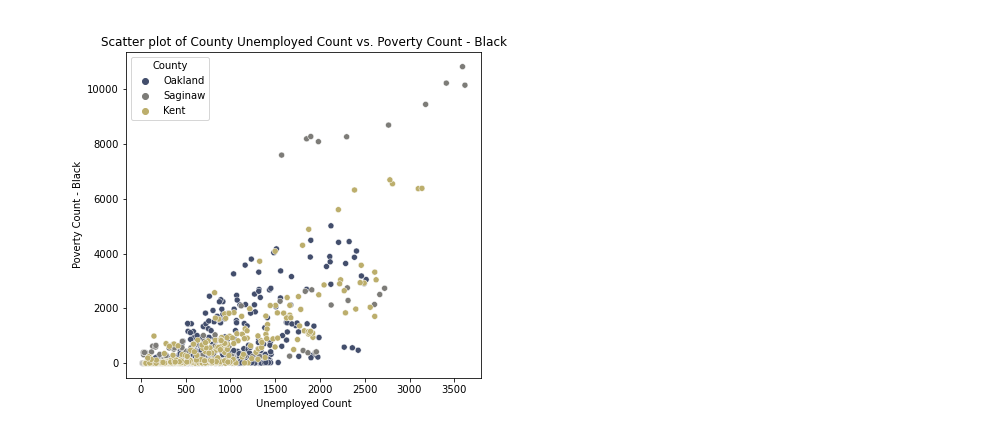 Scatter plot of County Unemployed Count vs. Poverty Count - Black
County
Oakland
Saginaw
Kent
Poverty Count - Black
10000
8000
6000
4000
2000
0
0 500 1000 1500 2000 2500 3000 3500
Unemployed Count